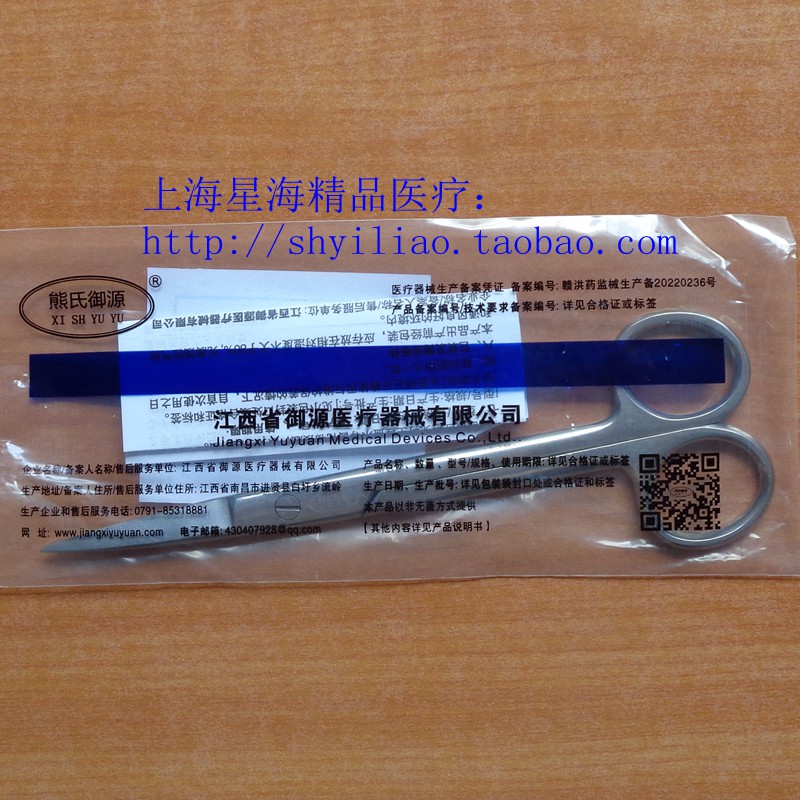 上海星海精品医疗：
http://shyiliao.taobao.com
熊氏御源
XI SH YU YU
®
医疗器械生产备案凭证 备案编号: 赣洪药监械生产备20220236号
产品备案编号/技术要求备案编号: 详见合格证或标签
江西省御源医疗器械有限公司
Jiangxi Yuyuan Medical Devices Co.,Ltd
企业名称/备案人名称/售后服务单位: 江西省御源医疗器械有限公司
生产地址/备案人住所/售后服务单位住所: 江西省南昌市进贤县白圩乡流岭
生产企业和售后服务电话: 0791-85318881
网 址: www.jiangxiyuyuan.com 电子邮箱: 430407928@qq.com
产品名称、数量、型号/规格、使用期限: 详见合格证或标签
生产日期、生产批号: 详见包装袋封口处或合格证和标签
本产品以非无菌方式提供
【其他内容详见产品说明书】